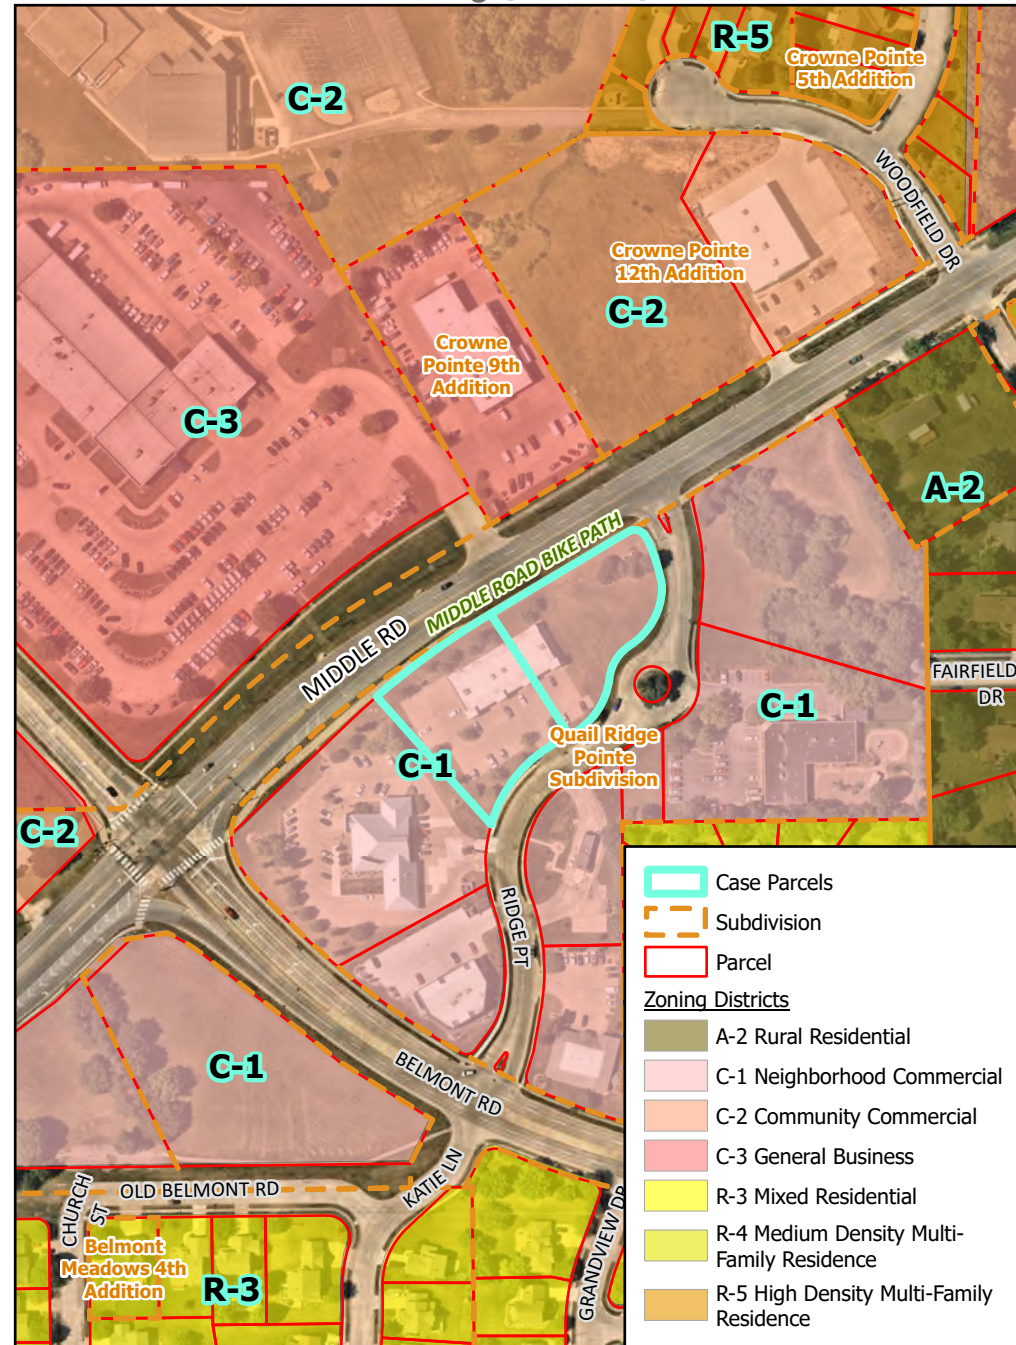 R-5
Crowne Pointe
5th Addition
C-2
WOODFIELD DR
Crowne Pointe
12th Addition
C-2
Crowne
Pointe 9th
Addition
C-3
A-2
MIDDLE ROAD BIKE PATH
MIDDLE RD
FAIRFIELD
DR
C-1
Quail Ridge
Pointe
Subdivision
C-1
C-2
RIDGE PT
C-1
BELMONT RD
KATIE LN
OLD BELMONT RD
CHURCH
ST
GRANDVIEW DR
Belmont
Meadows 4th
Addition
R-3
Case Parcels
Subdivision
Parcel
Zoning Districts
A-2 Rural Residential
C-1 Neighborhood Commercial
C-2 Community Commercial
C-3 General Business
R-3 Mixed Residential
R-4 Medium Density Multi-
Family Residence
R-5 High Density Multi-Family
Residence